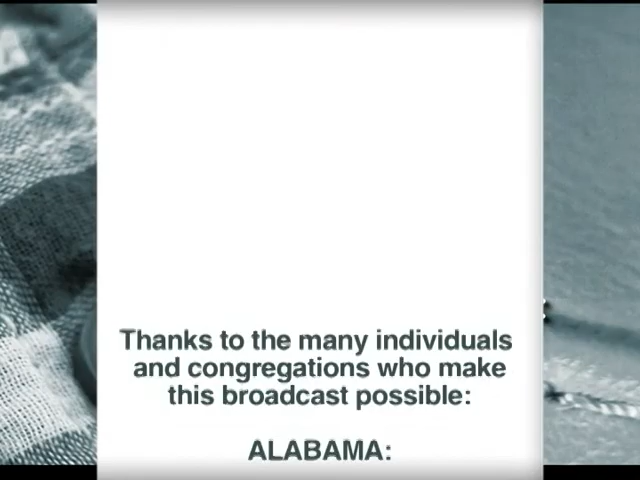 Thanks to the many individuals
and congregations who make
this broadcast possible:
ALABAMA: